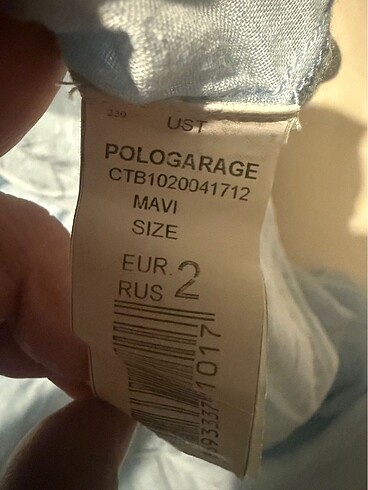 UST
POLOGARAGE
CTB1020041712
MAVI
SIZE
EUR. 2
RUS